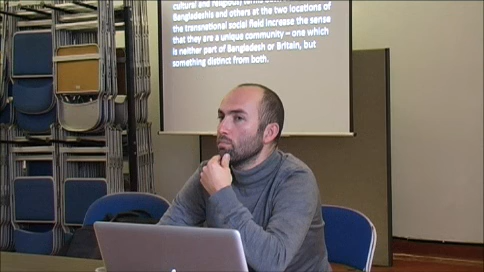 cultural and religious) terms
Bangladeshis and others at the two locations of
the transnational social field increase the sense
that they are a unique community – one which
is neither part of Bangladesh or Britain, but
something distinct from both.